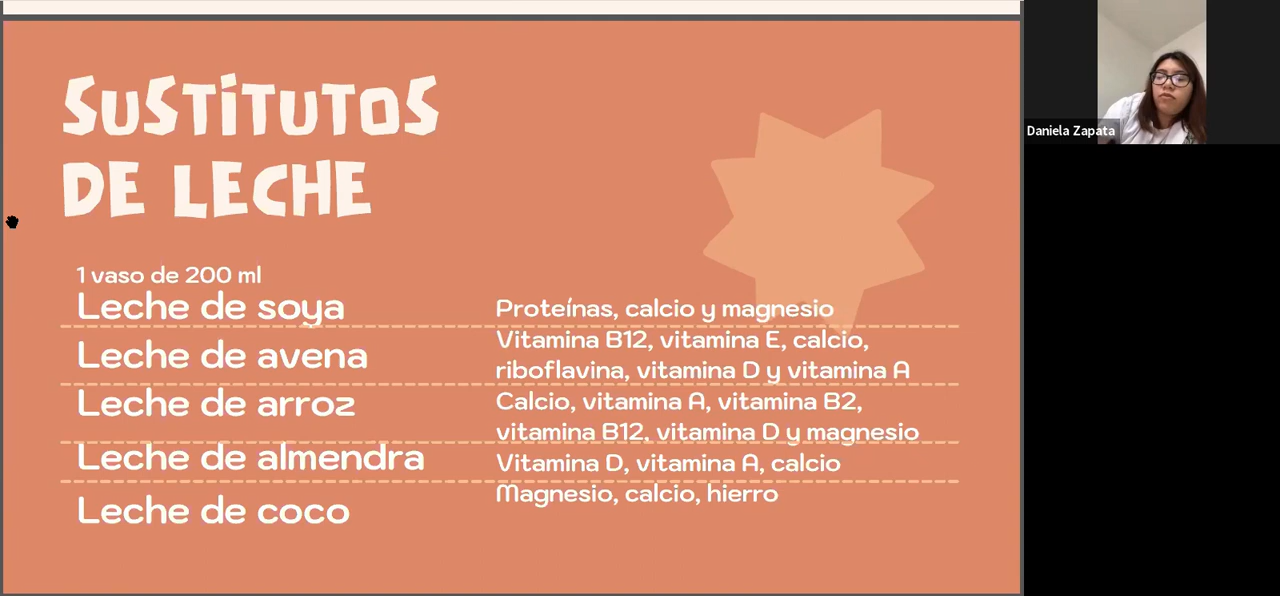 SUSTITUTOS
DE LECHE
1 vaso de 200 ml
Leche de soya
Proteínas, calcio y magnesio
Leche de avena
Vitamina B12, vitamina E, calcio,
riboflavina, vitamina D y vitamina A
Leche de arroz
Calcio, vitamina A, vitamina B2,
vitamina B12, vitamina D y magnesio
Leche de almendra
Vitamina D, vitamina A, calcio
Leche de coco
Magnesio, calcio, hierro
Daniela Zapata